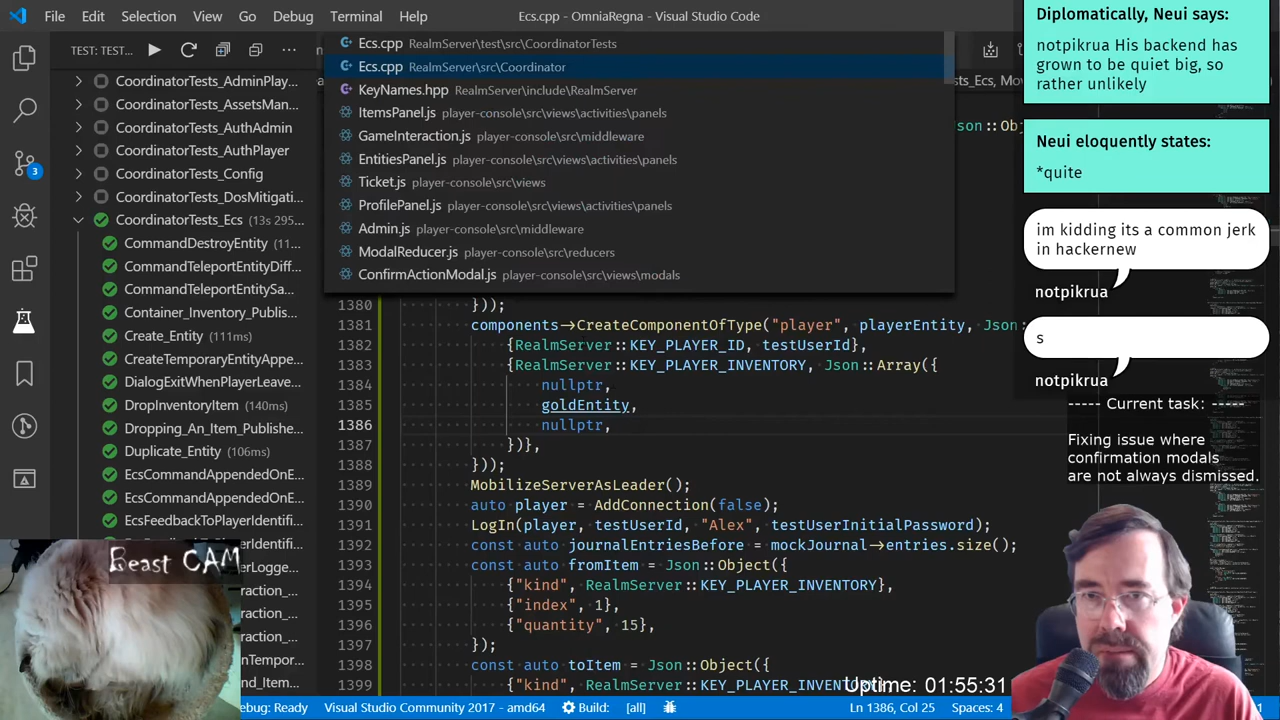 File Edit Selection View Go Debug Terminal Help
Ecs.cpp - OmniaRegna - Visual Studio Code
TEST: TEST...
CoordinatorTests_AdminPlay...
CoordinatorTests_AssetsMan...
CoordinatorTests_AuthAdmin
CoordinatorTests_AuthPlayer
CoordinatorTests_Config
CoordinatorTests_DosMitigati...
CoordinatorTests_Ecs (13s 295...
CommandDestroyEntity (11...
CommandTeleportEntityDiff...
CommandTeleportEntitySa...
Container_Inventory_Publis...
Create_Entity (111ms)
CreateTemporaryEntityAppe...
DialogExitWhenPlayerLeave...
DropInventoryItem (140ms)
Dropping_An_Item_Publishe...
Duplicate_Entity (100ms)
EcsCommandAppendedOnE...
EcsCommandAppendedOnE...
EcsFeedbackToPlayerIdentifi...
3
Beast CAM
Ecs.cpp RealmServer\test\src\CoordinatorTests
Ecs.cpp RealmServer\src\Coordinator
KeyNames.hpp RealmServer\include\RealmServer
ItemsPanel.js player-console\src\views\activities\panels
GameInteraction.js player-console\src\middleware
EntitiesPanel.js player-console\src\views\activities\panels
Ticket.js player-console\src\views
ProfilePanel.js player-console\src\views\activities\panels
Admin.js player-console\src\middleware
ModalReducer.js player-console\src\reducers
ConfirmActionModal.js player-console\src\views\modals
1380 }));
1381 components→CreateComponentOfType("player", playerEntity, Json
1382 {RealmServer::KEY_PLAYER_ID, testUserId},
1383 {RealmServer::KEY_PLAYER_INVENTORY, Json::Array({
1384 nullptr,
1385 goldEntity,
1386 nullptr,
1388 }));
1389 MobilizeServerAsLeader();
1390 auto player = AddConnection(false);
1391 LogIn(player, testUserId, "Alex", testUserInitialPassword);
1392 const auto journalEntriesBefore = mockJournal→entries.size();
1393 const auto fromItem = Json::Object({
1394 {"kind", RealmServer::KEY_PLAYER_INVENTORY},
1395 {"index", 1},
1396 {"quantity", 15},
1397 });
1398 const auto toItem = Json::Object({
1399 {"kind", RealmServer::KEY_PLAYER_INVENTORY
Diplomatically, Neui says:
notpikrua His backend has
grown to be quiet big, so
rather unlikely
Neui eloquently states:
*quite
im kidding its a common jerk
in hackernew
notpikrua
s
notpikrua
----- Current task: -----
Fixing issue where
confirmation modals
are not always dismissed.
Uptime: 01:55:31
ebug: Ready Visual Studio Community 2017 - amd64 Build: [all] Ln 1386, Col 25 Spaces: 4